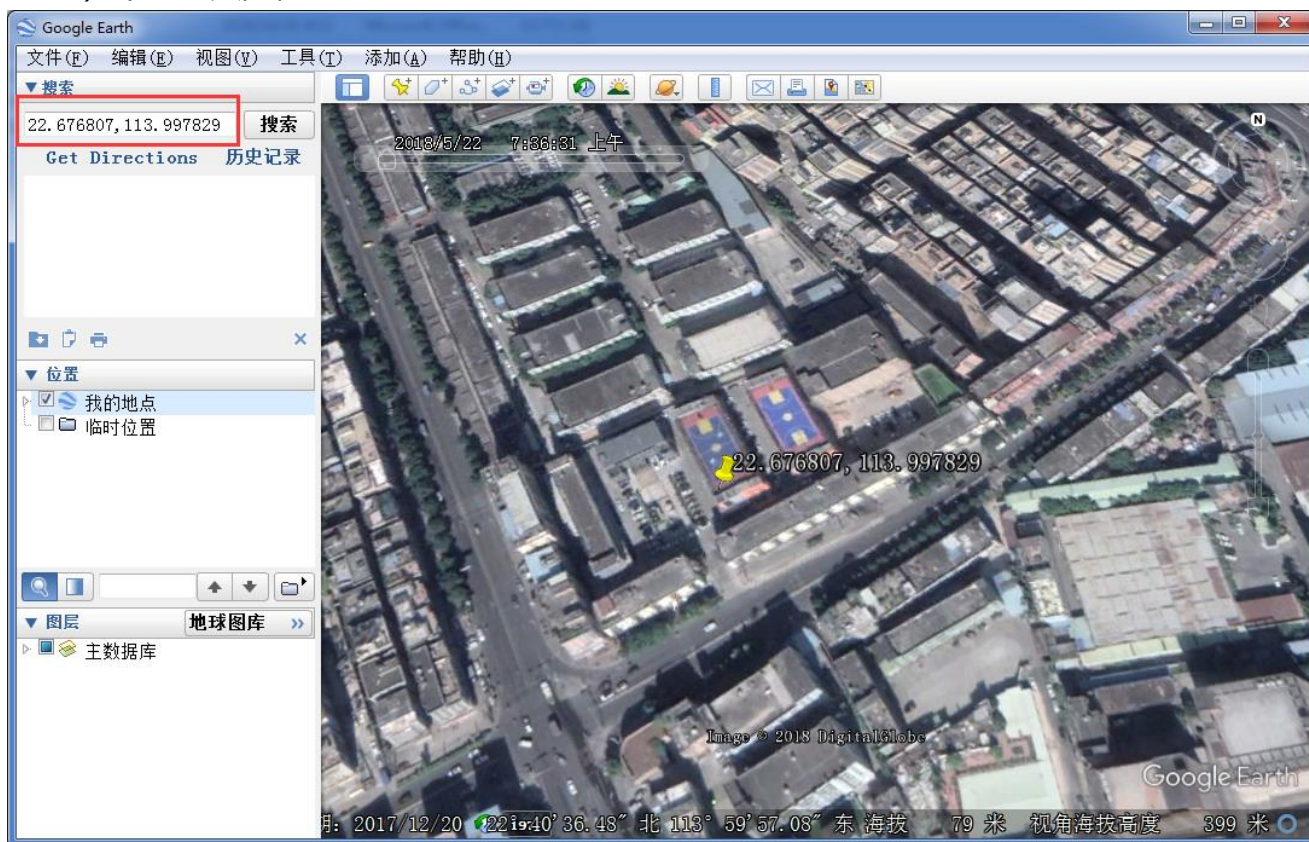 Google Earth
文件(F) 编辑(E) 视图(V) 工具(T) 添加(A) 帮助(H)
▼搜索
22.676807,113.997829 搜索
Get Directions 历史记录
N
2018/5/22 7:36:31 上午
▼ 位置
我的地点
临时位置
22.676807, 113.997829
▼ 图层 地球图库 »
主数据库
Image © 2018 DigitalGlobe
Google Earth
期: 2017/12/20 22°40'36.48″ 北 113° 59'57.08″ 东 海拔 79 米 视角海拔高度 399 米